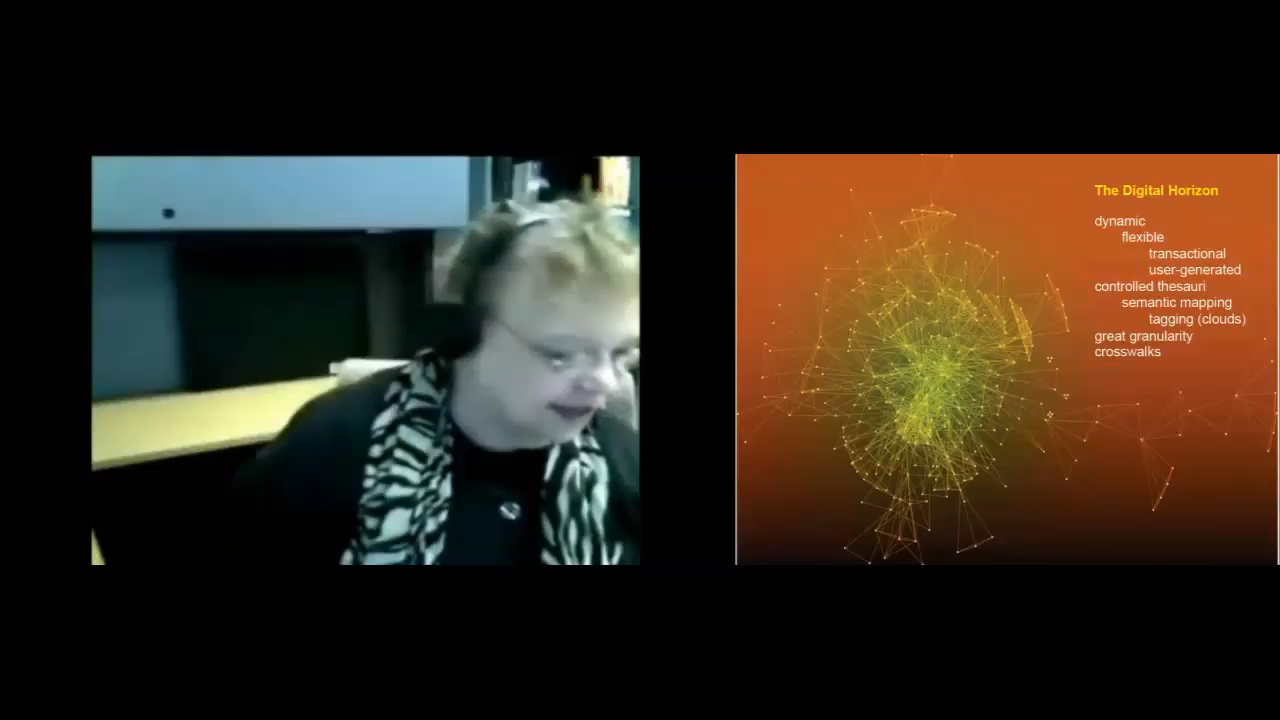 The Digital Horizon
dynamic
flexible
transactional
user-generated
controlled thesauri
semantic mapping
tagging (clouds)
great granularity
crosswalks